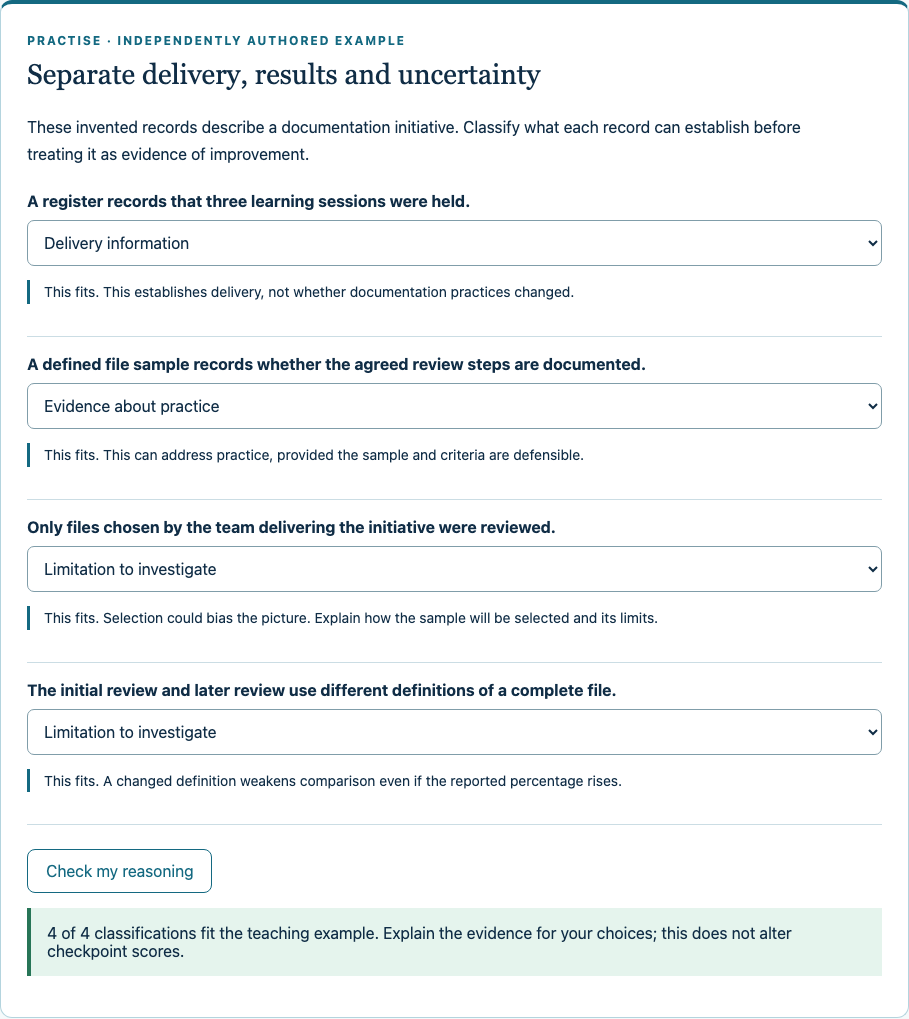 PRACTISE · INDEPENDENTLY AUTHORED EXAMPLE
Separate delivery, results and uncertainty
These invented records describe a documentation initiative. Classify what each record can establish before
treating it as evidence of improvement.
A register records that three learning sessions were held.
Delivery information
This fits. This establishes delivery, not whether documentation practices changed.
A defined file sample records whether the agreed review steps are documented.
Evidence about practice
This fits. This can address practice, provided the sample and criteria are defensible.
Only files chosen by the team delivering the initiative were reviewed.
Limitation to investigate
This fits. Selection could bias the picture. Explain how the sample will be selected and its limits.
The initial review and later review use different definitions of a complete file.
Limitation to investigate
This fits. A changed definition weakens comparison even if the reported percentage rises.
Check my reasoning
4 of 4 classifications fit the teaching example. Explain the evidence for your choices; this does not alter
checkpoint scores.